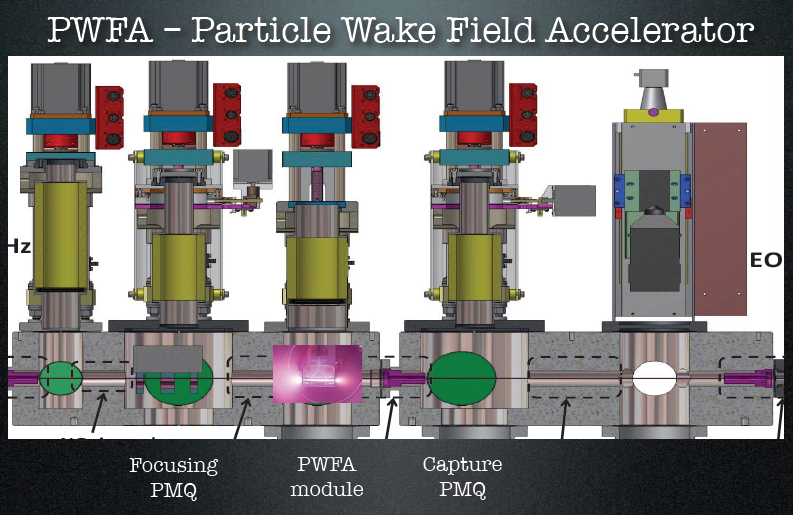 PWFA – Particle Wake Field Accelerator
Hz
EO
Focusing
PMQ
PWFA
module
Capture
PMQ